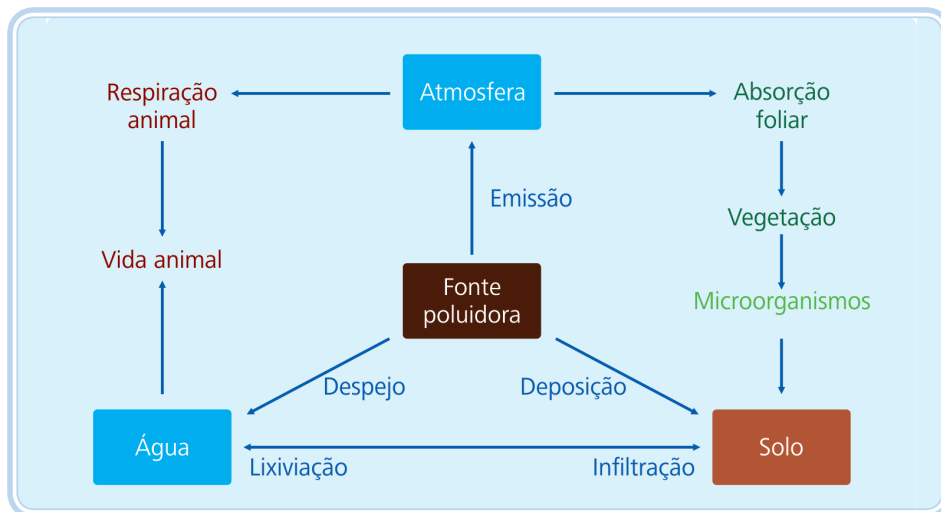 Respiração
animal
Atmosfera
Absorção
foliar
Emissão
Vegetação
Vida animal
Fonte
poluidora
Microorganismos
Despejo
Deposição
Água
Solo
Lixiviação
Infiltração